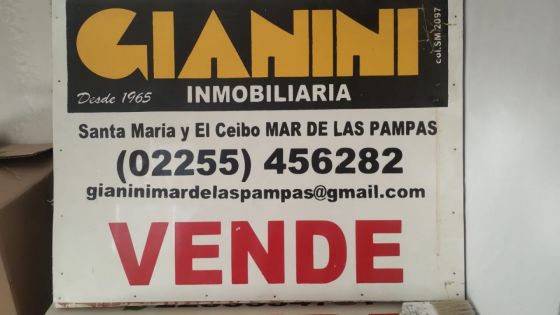 GIANINI
col.SM 2097
Desde 1965
INMOBILIARIA
Santa Maria y El Ceibo MAR DE LAS PAMPAS
(02255) 456282
gianinimardelaspampas@gmail.com
VENDE